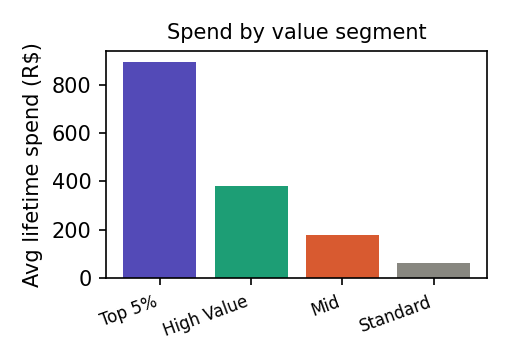 Spend by value segment
Avg lifetime spend (R$)
800
600
400
200
0
Top 5%
High Value
Mid
Standard